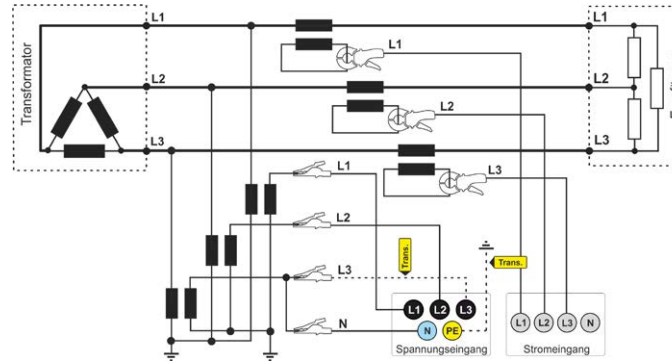 Transformator
L1
L2
L3
L1
L2
L3
L1
L2
L3
L1
L2
L3
N
Trans.
Trans.
L1
L2
L3
N
PE
Spannungseingang
L1
L2
L3
N
Stromeingang